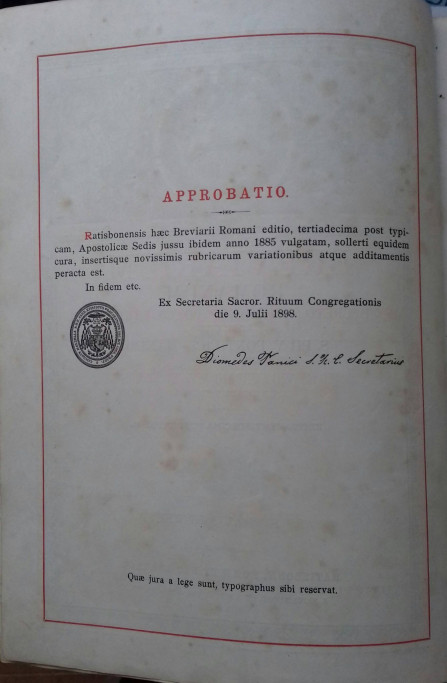 APPROBATIO.
Ratisbonensis hæc Breviarii Romani editio, tertiadecima post typi-
cam, Apostolicæ Sedis jussu ibidem anno 1885 vulgatam, sollerti equidem
cura, insertisque novissimis rubricarum variationibus atque additamentis
peracta est.
In fidem etc.
Ex Secretaria Sacror. Rituum Congregationis
die 9. Julii 1898.
Diomedes Panici S. R. C. Secretarius
Quæ jura a lege sunt, typographus sibi reservat.